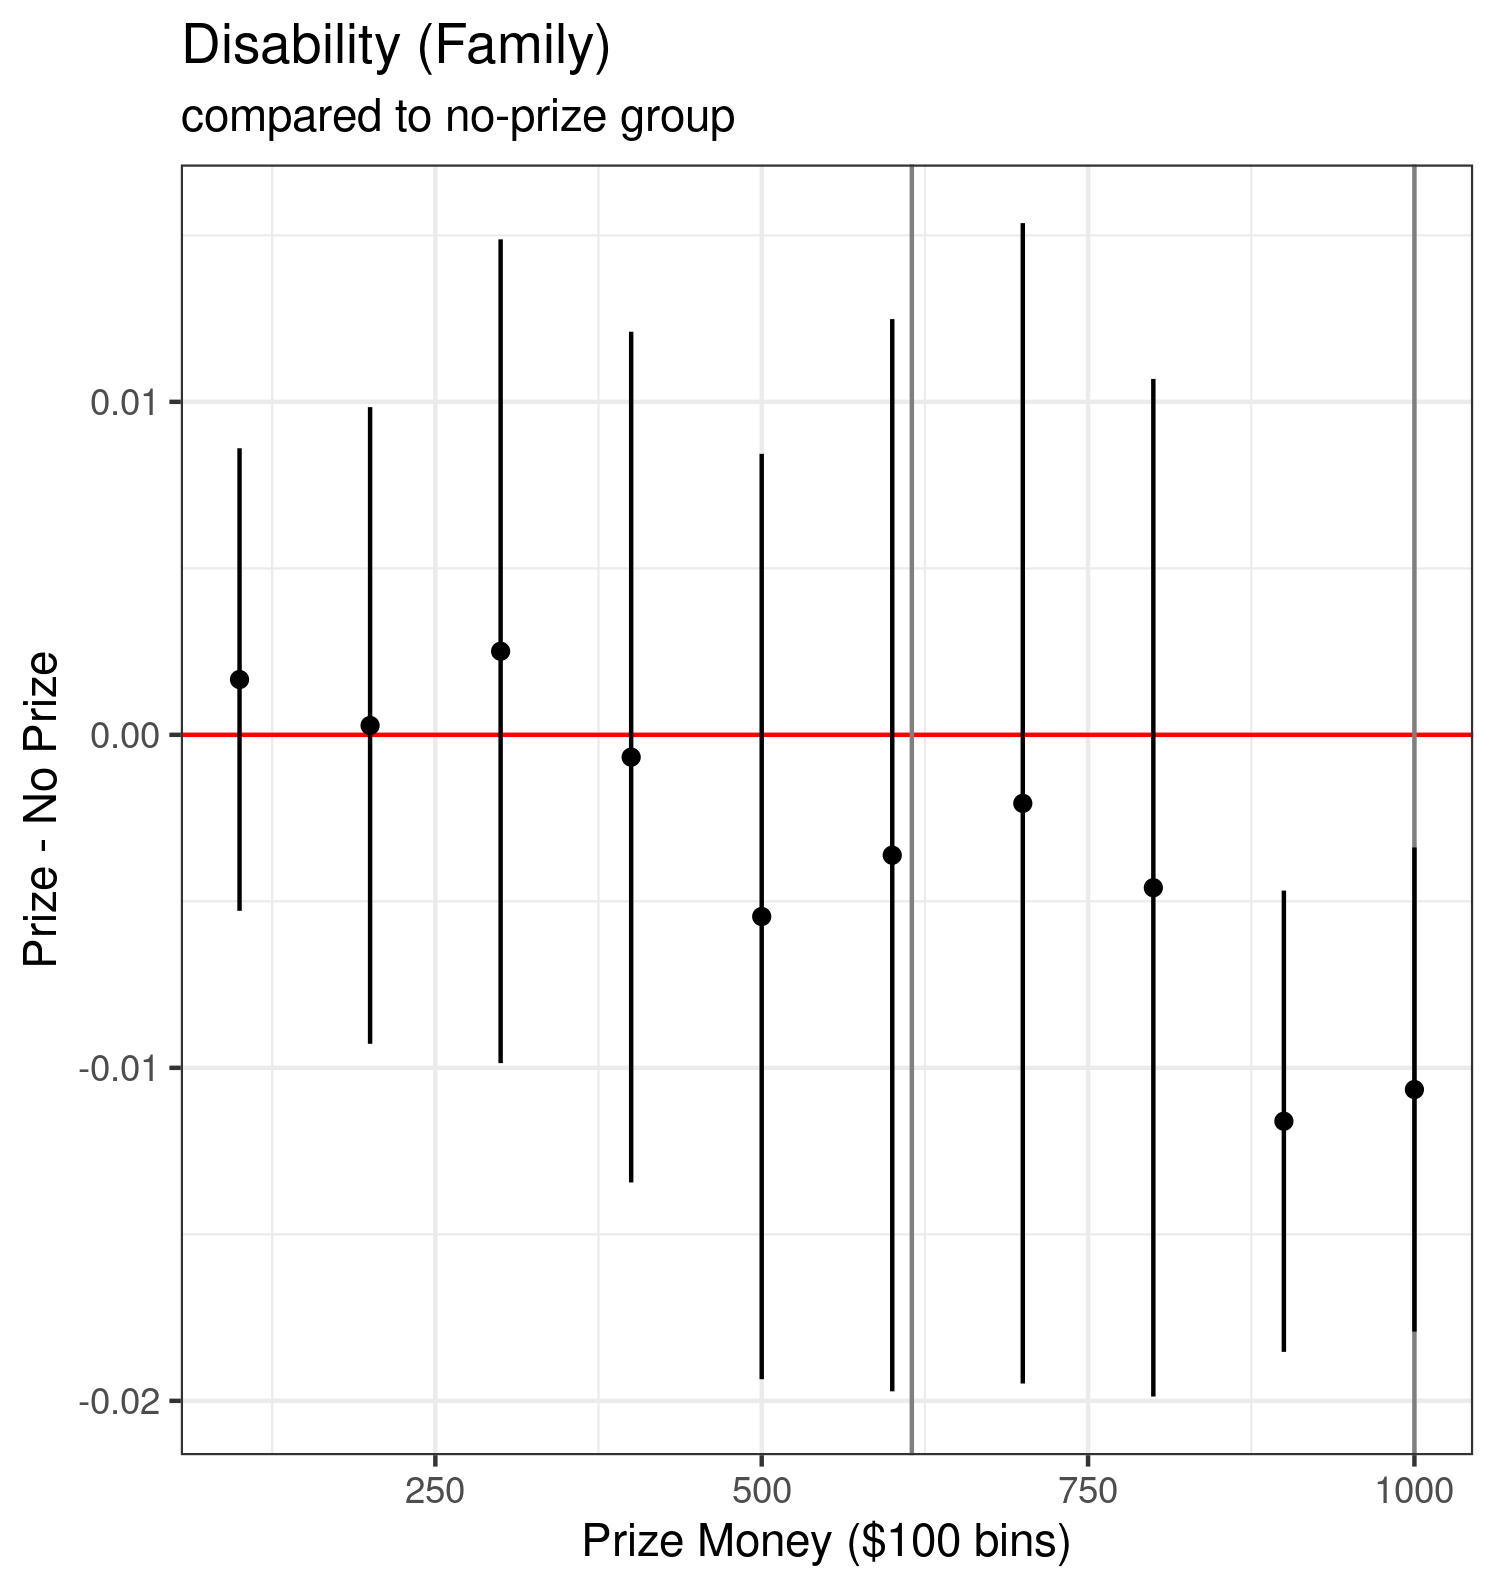 Disability (Family)
compared to no-prize group
Prize - No Prize
0.01
0.00
-0.01
-0.02
250
500
750
1000
Prize Money ($100 bins)